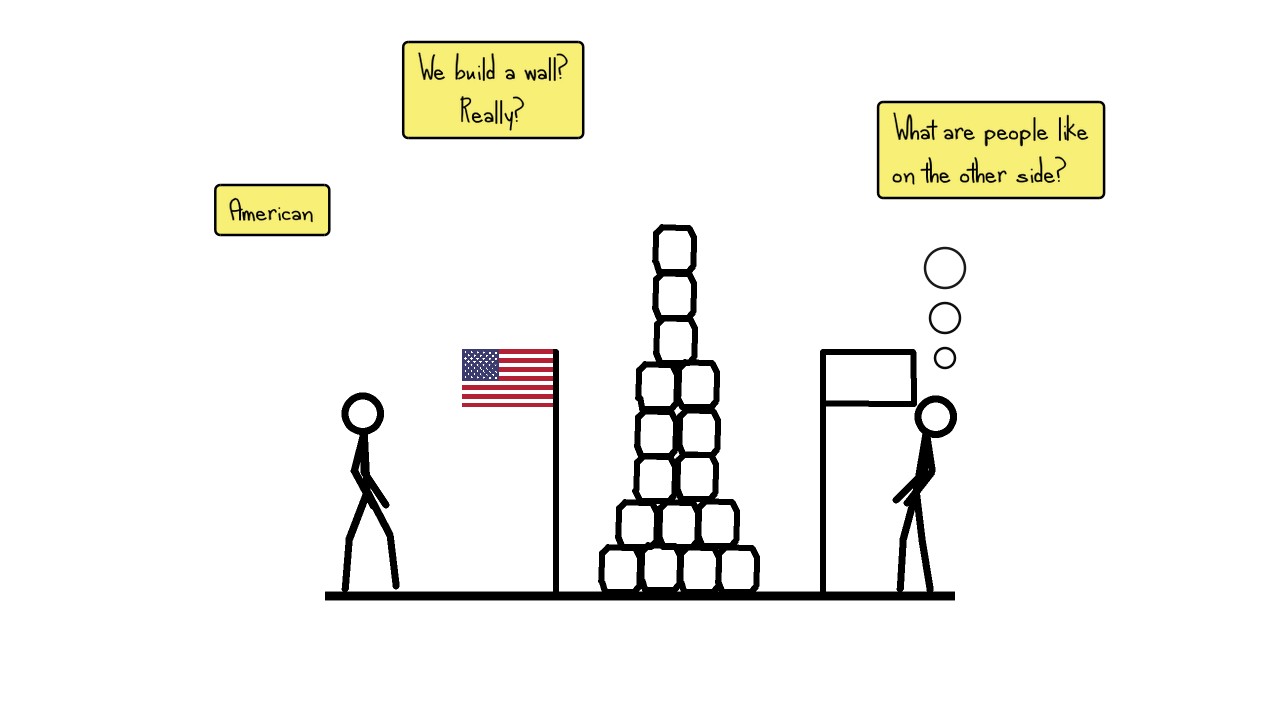 We build a wall?
Really?
What are people like
on the other side?
American